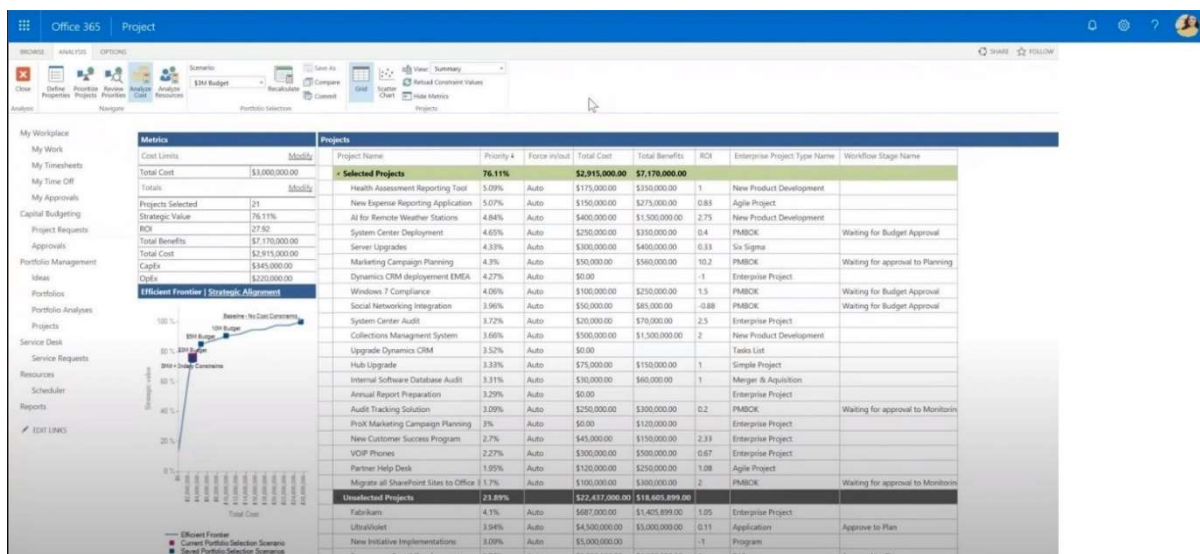 Office 365 Project
BROWSE ANALYSIS OPTIONS SHARE FOLLOW
Close Define Properties Prioritize Projects Review Priorities Analyze Cost Analyze Resources Scenario: $3M Budget Recalculate Save As Compare Commit Grid Scatter Chart View: Summary Reload Constraint Values Hide Metrics
Analysis Navigate Portfolio Selection Projects
My Workplace
My Work
My Timesheets
My Time Off
My Approvals
Capital Budgeting
Project Requests
Approvals
Portfolio Management
Ideas
Portfolios
Portfolio Analyses
Projects
Service Desk
Service Requests
Resources
Scheduler
Reports
EDIT LINKS
Metrics
Cost Limits Modify
Total Cost $3,000,000.00
Totals Modify
Projects Selected 21
Strategic Value 76.11%
ROI 27.92
Total Benefits $7,170,000.00
Total Cost $2,915,000.00
CapEx $345,000.00
OpEx $220,000.00
Efficient Frontier | Strategic Alignment
Baseline - No Cost Constraints
10M Budget
100 %
80 %
60 %
40 %
20 %
0 %
Strategic value
Total Cost
Efficient Frontier
Current Portfolio Selection Scenario
Saved Portfolio Selection Scenarios
Projects
Project Name Priority Force in/out Total Cost Total Benefits ROI Enterprise Project Type Name Workflow Stage Name
Selected Projects 76.11% $2,915,000.00 $7,170,000.00
Health Assessment Reporting Tool 5.09% Auto $175,000.00 $350,000.00 1 New Product Development
New Expense Reporting Application 5.07% Auto $150,000.00 $275,000.00 0.83 Agile Project
AI for Remote Weather Stations 4.84% Auto $400,000.00 $1,500,000.00 2.75 New Product Development
System Center Deployment 4.65% Auto $250,000.00 $350,000.00 0.4 PMBOK Waiting for Budget Approval
Server Upgrades 4.33% Auto $300,000.00 $400,000.00 0.33 Six Sigma
Marketing Campaign Planning 4.3% Auto $50,000.00 $560,000.00 10.2 PMBOK Waiting for approval to Planning
Dynamics CRM deployement EMEA 4.27% Auto $0.00 -1 Enterprise Project
Windows 7 Compliance 4.06% Auto $100,000.00 $250,000.00 1.5 PMBOK Waiting for Budget Approval
Social Networking Integration 3.96% Auto $50,000.00 $85,000.00 -0.88 PMBOK Waiting for Budget Approval
System Center Audit 3.72% Auto $20,000.00 $70,000.00 2.5 Enterprise Project
Collections Managment System 3.66% Auto $500,000.00 $1,500,000.00 2 New Product Development
Upgrade Dynamics CRM 3.52% Auto $0.00 Tasks List
Hub Upgrade 3.33% Auto $75,000.00 $150,000.00 1 Simple Project
Internal Software Database Audit 3.31% Auto $30,000.00 $60,000.00 1 Merger & Aquisition
Annual Report Preparation 3.29% Auto $0.00 Enterprise Project
Audit Tracking Solution 3.09% Auto $250,000.00 $300,000.00 0.2 PMBOK Waiting for approval to Monitorin
ProX Marketing Campaign Planning 3% Auto $0.00 $120,000.00 Enterprise Project
New Customer Success Program 2.7% Auto $45,000.00 $150,000.00 2.33 Enterprise Project
VOIP Phones 2.27% Auto $300,000.00 $500,000.00 0.67 Enterprise Project
Partner Help Desk 1.95% Auto $120,000.00 $250,000.00 1.08 Agile Project
Migrate all SharePoint Sites to Office 1.7% Auto $100,000.00 $300,000.00 2 PMBOK Waiting for approval to Monitorin
Unselected Projects 23.89% $22,437,000.00 $18,605,899.00
Fabrikam 4.1% Auto $687,000.00 $1,405,899.00 1.05 Enterprise Project
UltraViolet 3.94% Auto $4,500,000.00 $5,000,000.00 0.11 Application Approve to Plan
New Initiative Implementations 3.09% Auto $5,000,000.00 -1 Program